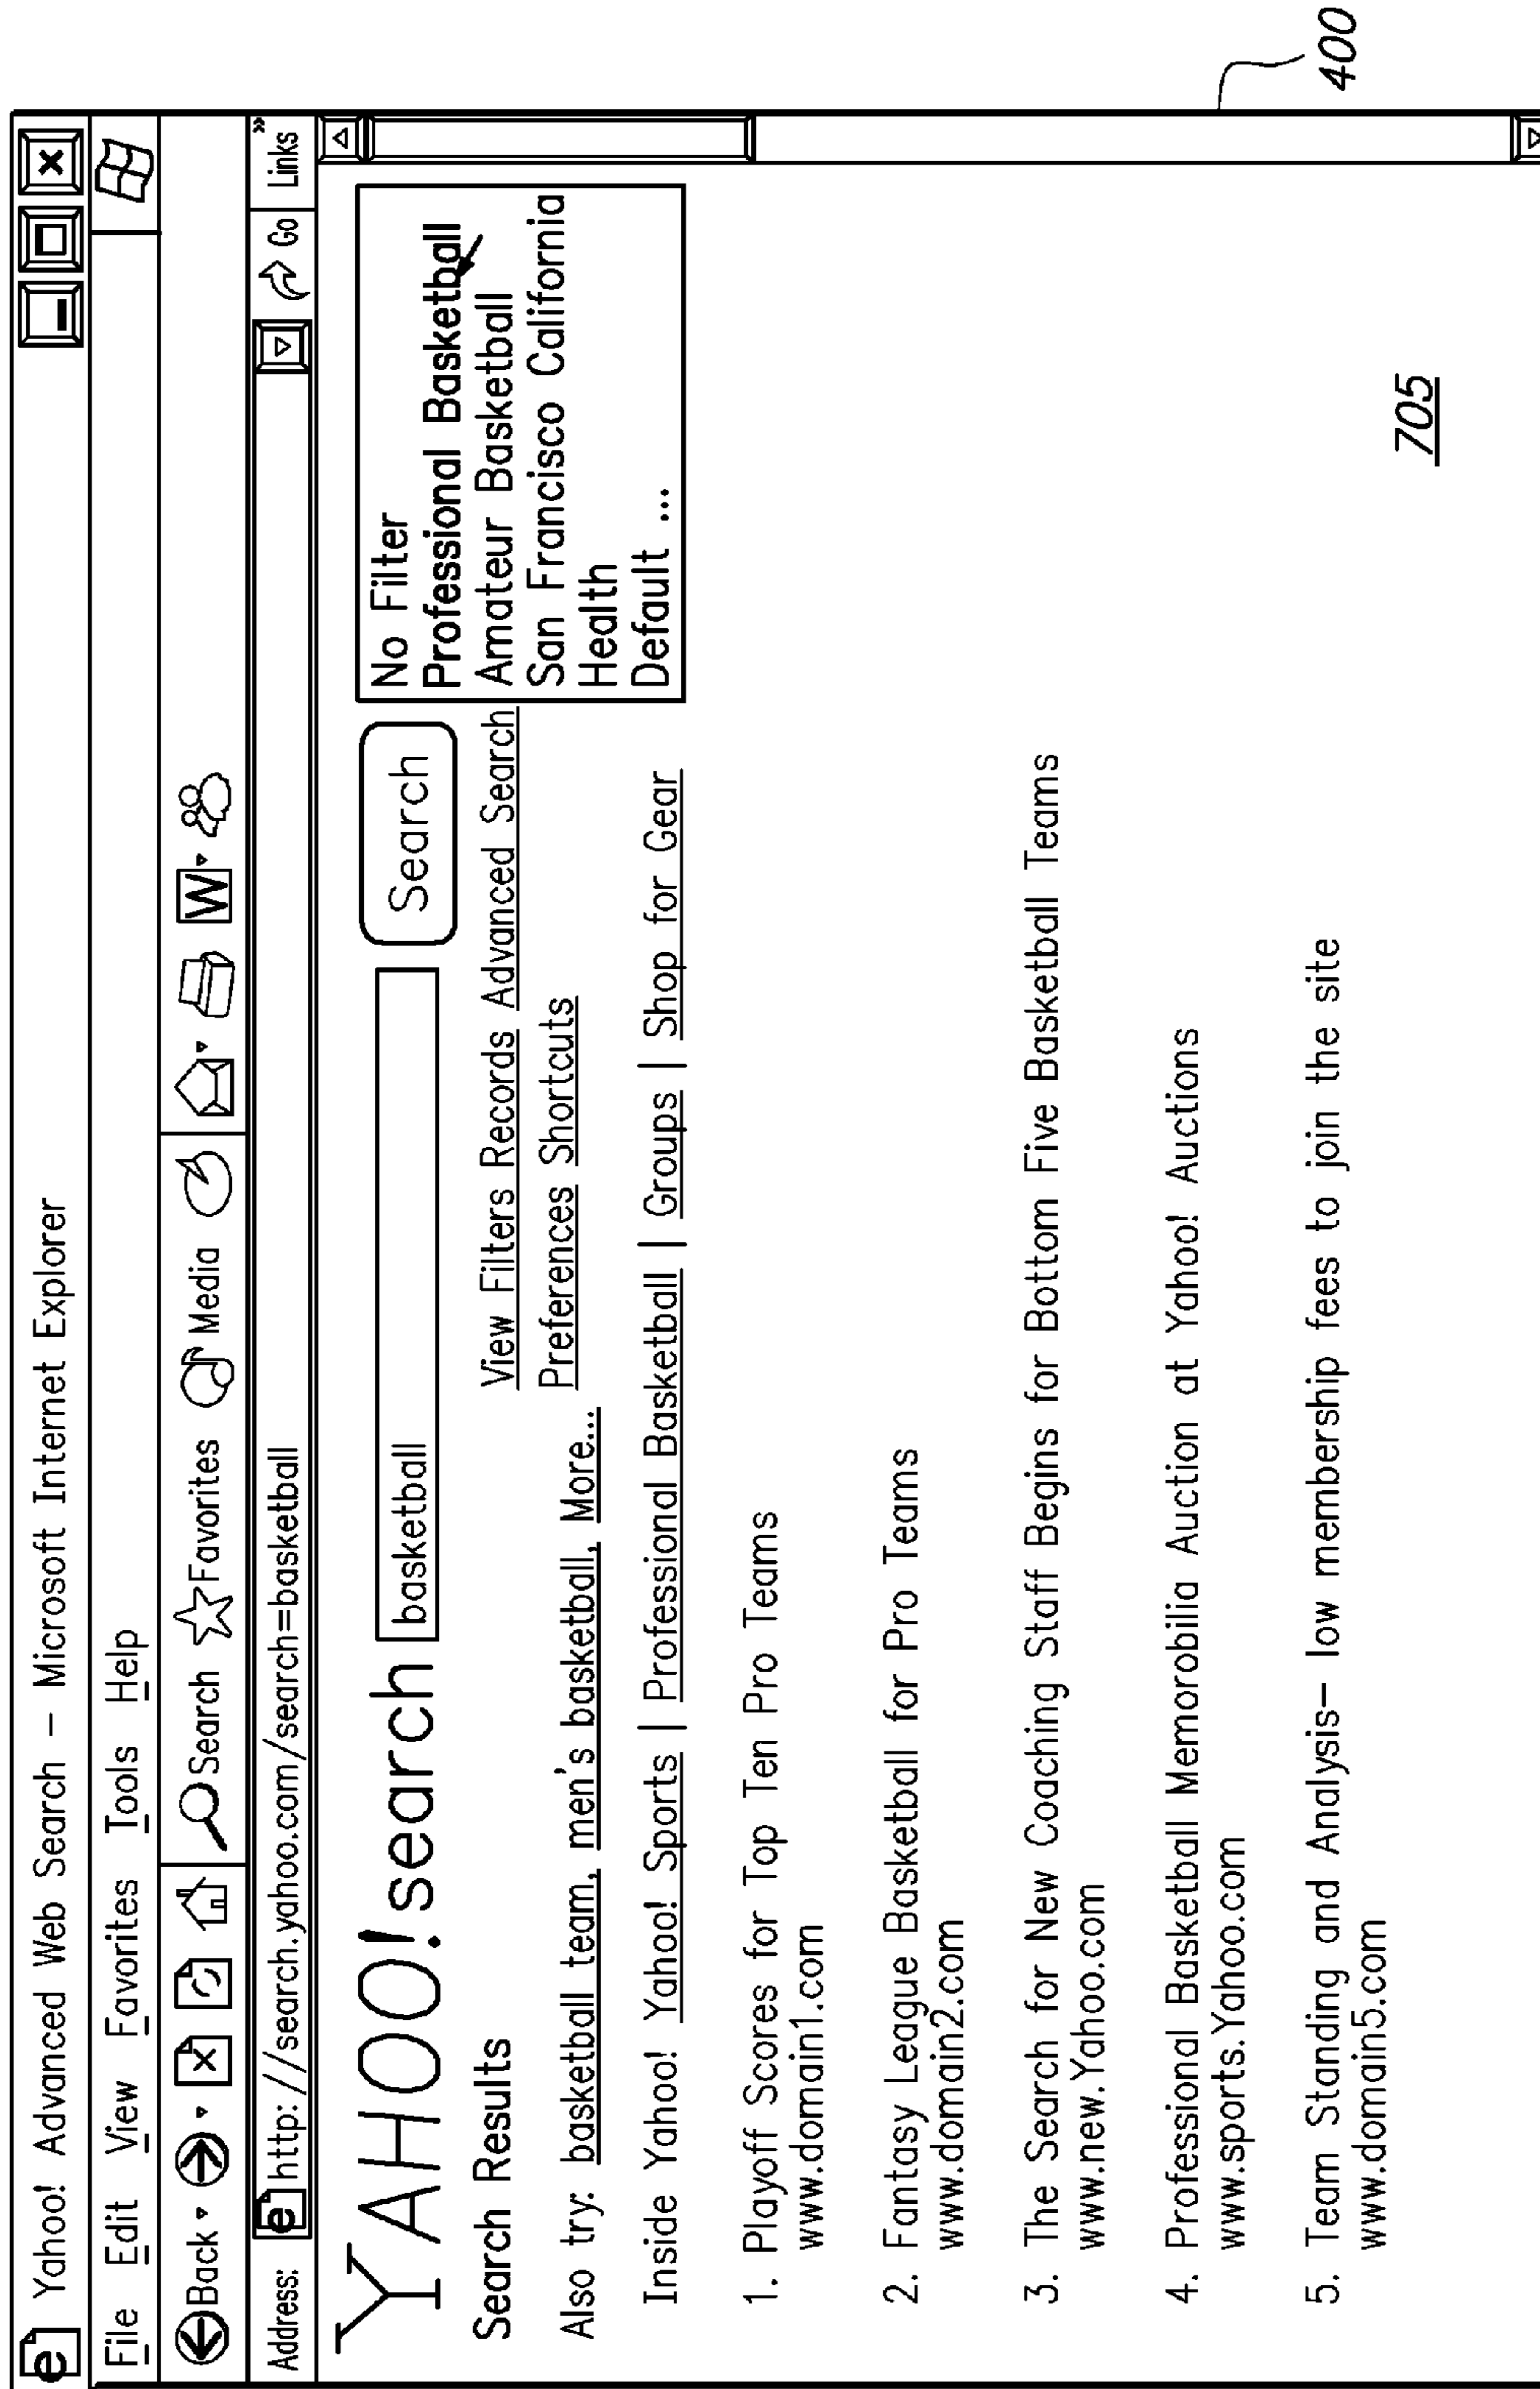 Yahoo! Advanced Web Search – Microsoft Internet Explorer
File Edit View Favorites Tools Help
Back Search Favorites Media W
Address: http://search.yahoo.com/search=basketball Go Links »
YAHOO! search basketball Search
No Filter
Professional Basketball
Amateur Basketball
San Francisco California
Health
Default ...
View Filters Records Advanced Search
Preferences Shortcuts
Search Results
Also try: basketball team, men's basketball, More...
Inside Yahoo! Yahoo! Sports | Professional Basketball | Groups | Shop for Gear
1. Playoff Scores for Top Ten Pro Teams
www.domain1.com
2. Fantasy League Basketball for Pro Teams
www.domain2.com
3. The Search for New Coaching Staff Begins for Bottom Five Basketball Teams
www.new.Yahoo.com
4. Professional Basketball Memorobilia Auction at Yahoo! Auctions
www.sports.Yahoo.com
5. Team Standing and Analysis– low membership fees to join the site
www.domain5.com
705
400